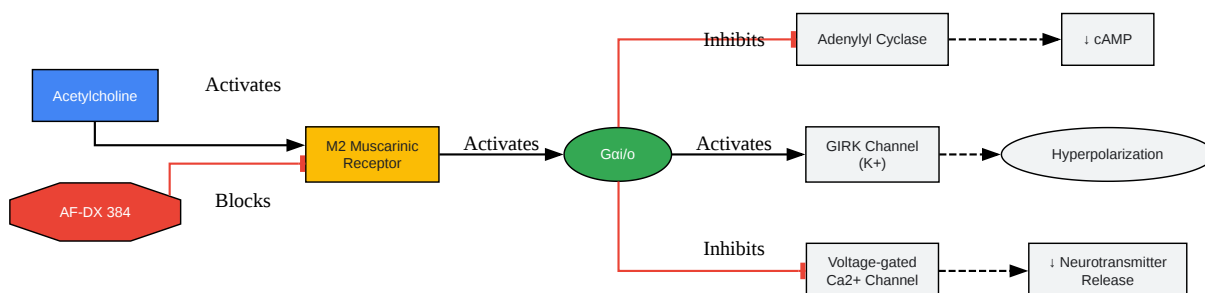 Acetylcholine
Activates
AF-DX 384
Blocks
M2 Muscarinic
Receptor
Activates
Gαi/o
Inhibits
Adenylyl Cyclase
↓ cAMP
Activates
GIRK Channel
(K+)
Hyperpolarization
Inhibits
Voltage-gated
Ca2+ Channel
↓ Neurotransmitter
Release